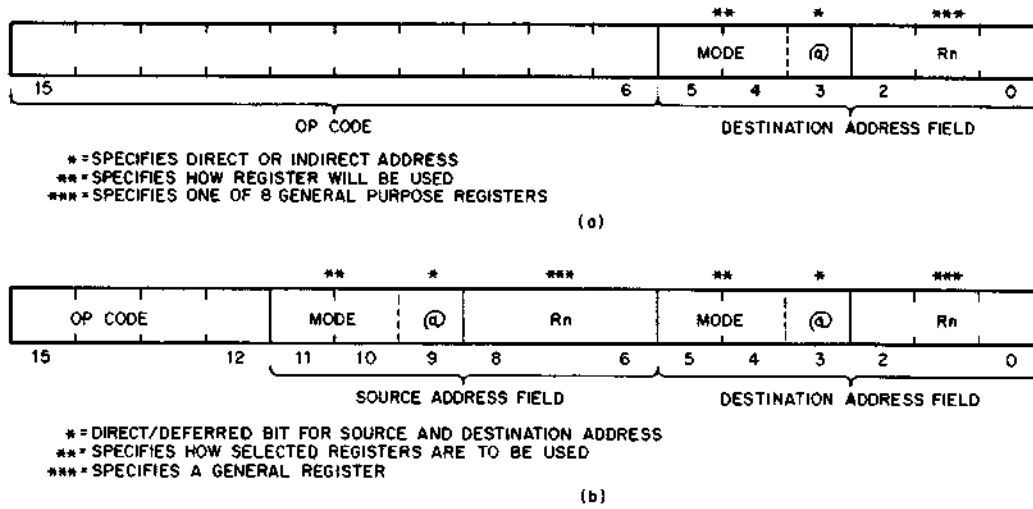 ** * ***
MODE @ Rn
15 6 5 4 3 2 0
OP CODE DESTINATION ADDRESS FIELD
*=SPECIFIES DIRECT OR INDIRECT ADDRESS
**=SPECIFIES HOW REGISTER WILL BE USED
***=SPECIFIES ONE OF 8 GENERAL PURPOSE REGISTERS
(a)
** * *** ** * ***
OP CODE MODE @ Rn MODE @ Rn
15 12 11 10 9 8 6 5 4 3 2 0
SOURCE ADDRESS FIELD DESTINATION ADDRESS FIELD
*=DIRECT/DEFERRED BIT FOR SOURCE AND DESTINATION ADDRESS
**=SPECIFIES HOW SELECTED REGISTERS ARE TO BE USED
***=SPECIFIES A GENERAL REGISTER
(b)